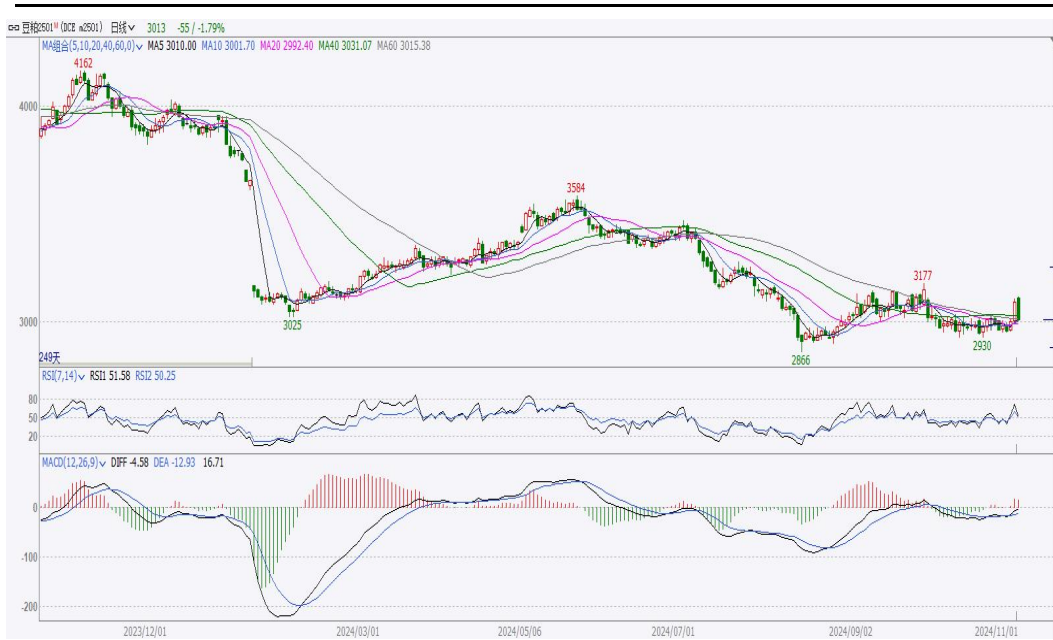 豆粕2501ᴹ (DCE m2501) 日线 3013 -55 / -1.79%
MA组合(5,10,20,40,60,0) MA5 3010.00 MA10 3001.70 MA20 2992.40 MA40 3031.07 MA60 3015.38
4162
4000
3584
3177
3000
3025
2866
2930
249天
RSI(7,14) RSI1 51.58 RSI2 50.25
80
50
20
MACD(12,26,9) DIFF -4.58 DEA -12.93 16.71
0
-100
-200
2023/12/01 2024/03/01 2024/05/06 2024/07/01 2024/09/02 2024/11/01